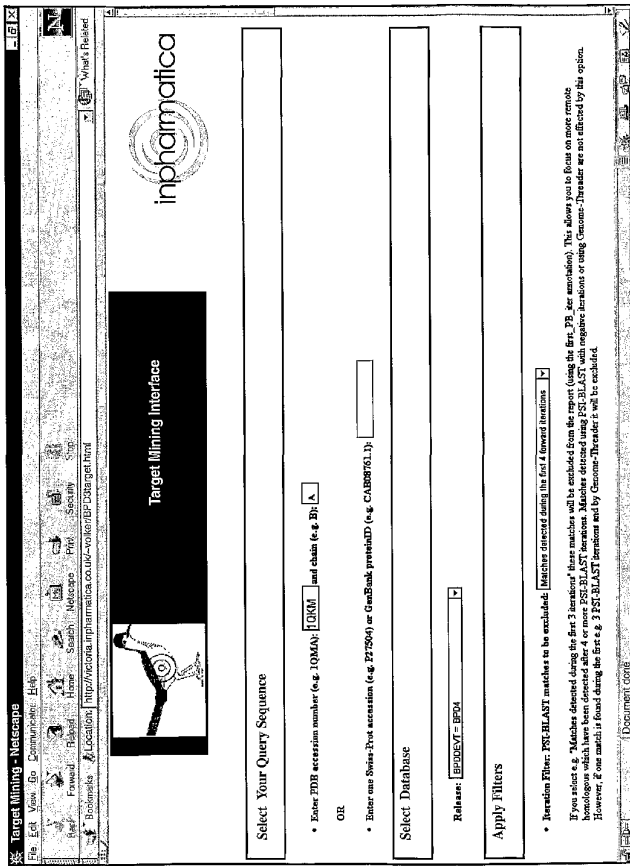 Target Mining - Netscape
File Edit View Go Communicator Help
Back Forward Reload Home Search Netscape Print Security Stop
Bookmarks Location: http://victoria.inpharmatica.co.uk/~volker/BPD3target.html What's Related
Target Mining Interface
inpharmatica
Select Your Query Sequence
• Enter PDB accession number (e.g. 1QMA): 1QKM and chain (e.g. B): A
OR
• Enter one Swiss-Prot accession (e.g. P27504) or GenBank proteinID (e.g. CAB08761.1):
Select Database
Release: BPDDEVT = BPD4
Apply Filters
• Iteration Filter: PSI-BLAST matches to be excluded: Matches detected during the first 4 forward iterations
If you select e.g. "Matches detected during the first 3 iterations" these matches will be excluded from the report (using the first_PB_iter annotation). This allows you to focus on more remote
homologous which have been detected after 4 or more PSI-BLAST iterations. Matches detected using PSI-BLAST with negative iterations or using Genome-Threader are not effected by this option.
However, if one match is found during the first e.g. 3 PSI-BLAST iterations and by Genome-Threader it will be excluded.
Document done